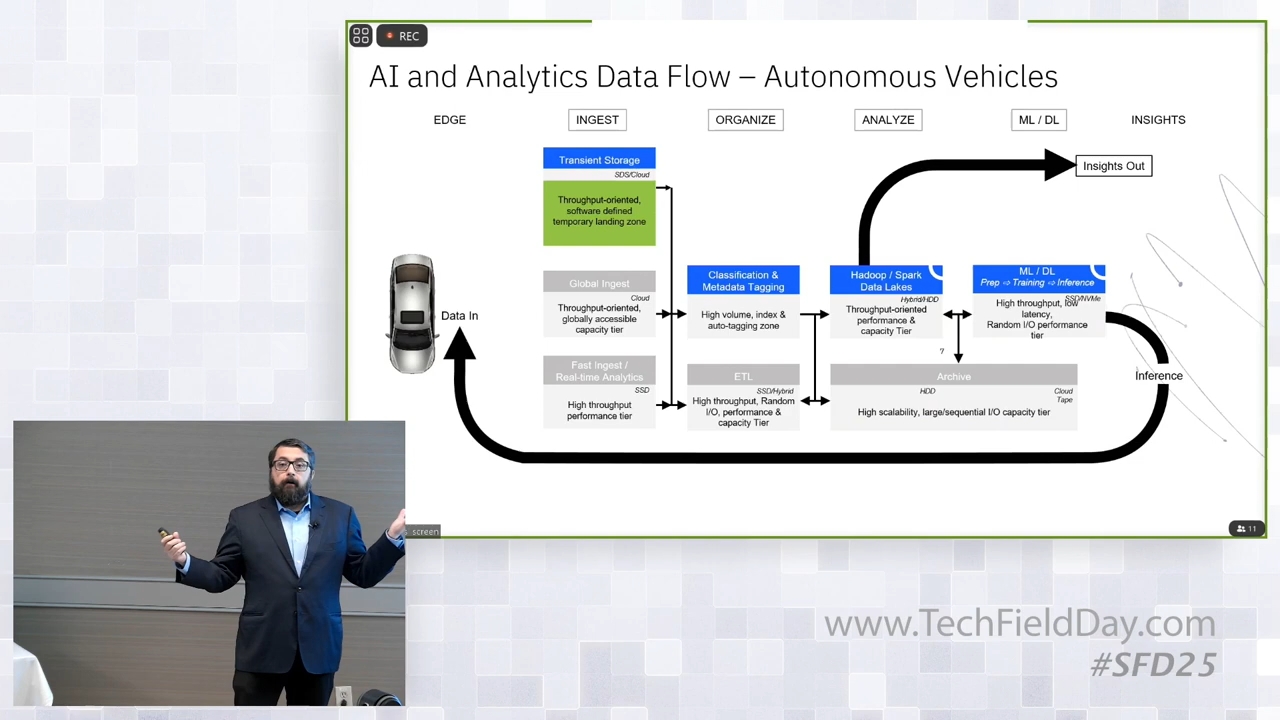 REC
AI and Analytics Data Flow – Autonomous Vehicles
EDGE
INGEST
ORGANIZE
ANALYZE
ML / DL
INSIGHTS
Transient Storage
SDS/Cloud
Throughput-oriented,
software defined
temporary landing zone
Insights Out
Global Ingest
Cloud
Throughput-oriented,
globally accessible
capacity tier
Classification &
Metadata Tagging
High volume, index &
auto-tagging zone
Hadoop / Spark
Data Lakes
Hybrid/HDD
Throughput-oriented
performance &
capacity Tier
ML / DL
Prep ⇨ Training ⇨ Inference
SSD/NVMe
High throughput, low
latency,
Random I/O performance
tier
Data In
Fast Ingest /
Real-time Analytics
SSD
High throughput
performance tier
ETL
SSD/Hybrid
High throughput, Random
I/O, performance &
capacity Tier
?
Archive
HDD
Cloud
Tape
High scalability, large/sequential I/O capacity tier
Inference
screen
11
www.TechFieldDay.com
#SFD25